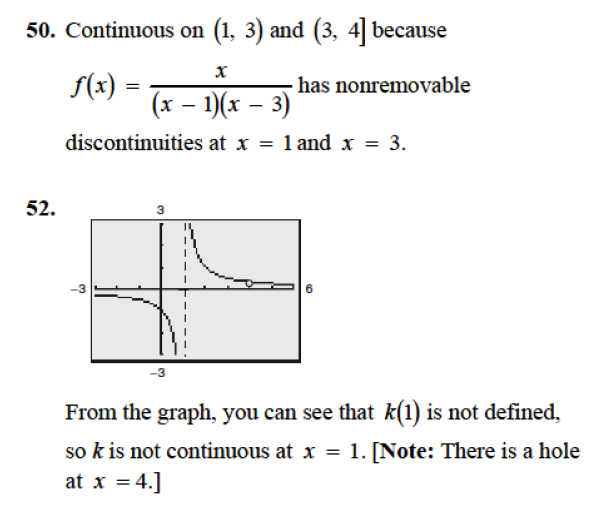 50. Continuous on (1, 3) and (3, 4] because
f(x) = x / ((x − 1)(x − 3)) has nonremovable
discontinuities at x = 1 and x = 3.
52.
3
−3
6
−3
From the graph, you can see that k(1) is not defined,
so k is not continuous at x = 1. [Note: There is a hole
at x = 4.]